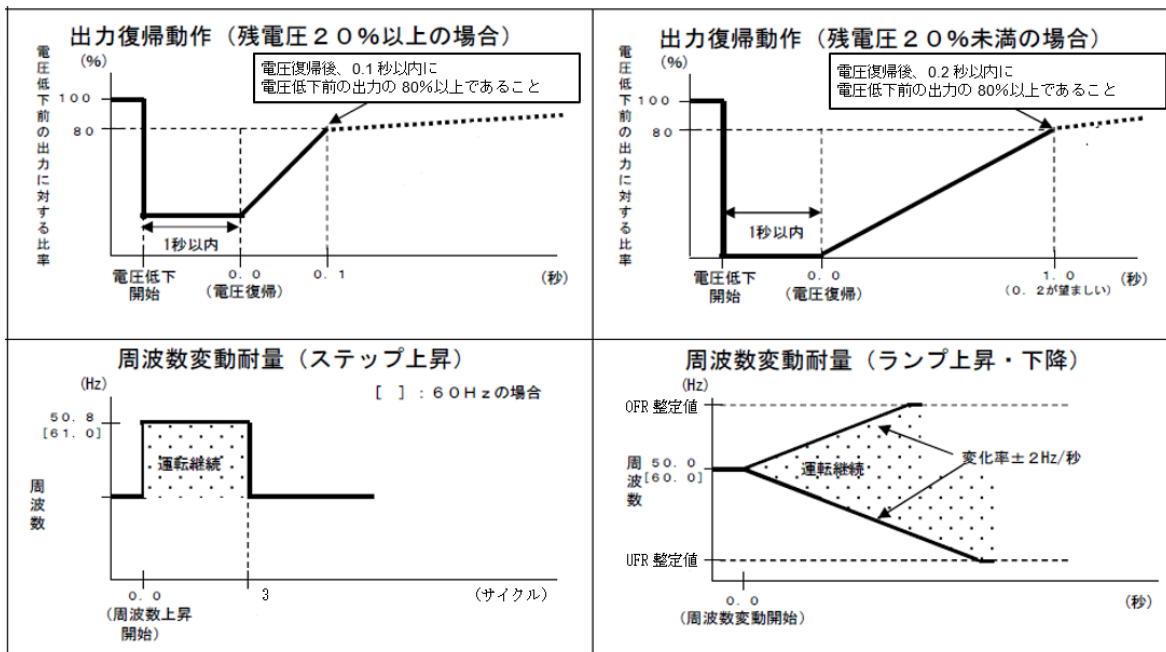 出力復帰動作（残電圧２０％以上の場合）
電圧低下前の出力に対する比率
(%)
電圧復帰後、0.1 秒以内に
電圧低下前の出力の 80%以上であること
１００
８０
1秒以内
電圧低下
開始
０．０
（電圧復帰）
０．１
(秒)
出力復帰動作（残電圧２０％未満の場合）
電圧低下前の出力に対する比率
(%)
電圧復帰後、0.2 秒以内に
電圧低下前の出力の 80%以上であること
１００
８０
1秒以内
電圧低下
開始
０．０
（電圧復帰）
１．０
（０．２が望ましい）
(秒)
周波数変動耐量（ステップ上昇）
(Hz)
［　］：６０Ｈｚの場合
５０．８
[６１．０]
運転継続
周波数
０．０
（周波数上昇
開始）
3
(サイクル)
周波数変動耐量（ランプ上昇・下降）
(Hz)
OFR 整定値
周波数
５０．０
[６０．０]
運転継続
変化率±２Hz/秒
UFR 整定値
０．０
（周波数変動開始）
(秒)